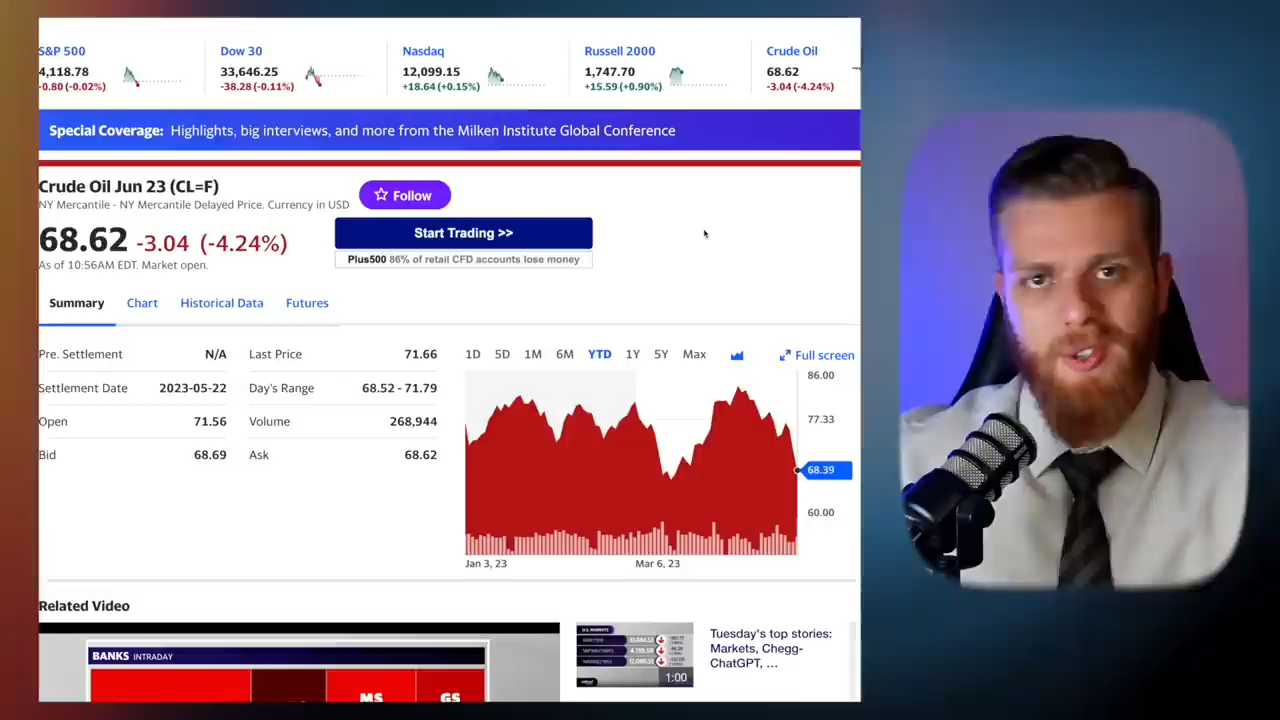 S&P 500
4,118.78
-0.80 (-0.02%)
Dow 30
33,646.25
-38.28 (-0.11%)
Nasdaq
12,099.15
+18.64 (+0.15%)
Russell 2000
1,747.70
+15.59 (+0.90%)
Crude Oil
68.62
-3.04 (-4.24%)
Special Coverage: Highlights, big interviews, and more from the Milken Institute Global Conference
Crude Oil Jun 23 (CL=F)
NY Mercantile - NY Mercantile Delayed Price. Currency in USD
Follow
68.62 -3.04 (-4.24%)
As of 10:56AM EDT. Market open.
Start Trading >>
Plus500 86% of retail CFD accounts lose money
Summary Chart Historical Data Futures
Pre. Settlement N/A
Settlement Date 2023-05-22
Open 71.56
Bid 68.69
Last Price 71.66
Day's Range 68.52 - 71.79
Volume 268,944
Ask 68.62
1D 5D 1M 6M YTD 1Y 5Y Max Full screen
86.00
77.33
68.39
60.00
Jan 3, 23 Mar 6, 23
Related Video
BANKS INTRADAY
MS
GS
U.S. MARKETS
1:00
Tuesday's top stories:
Markets, Chegg-
ChatGPT, ...